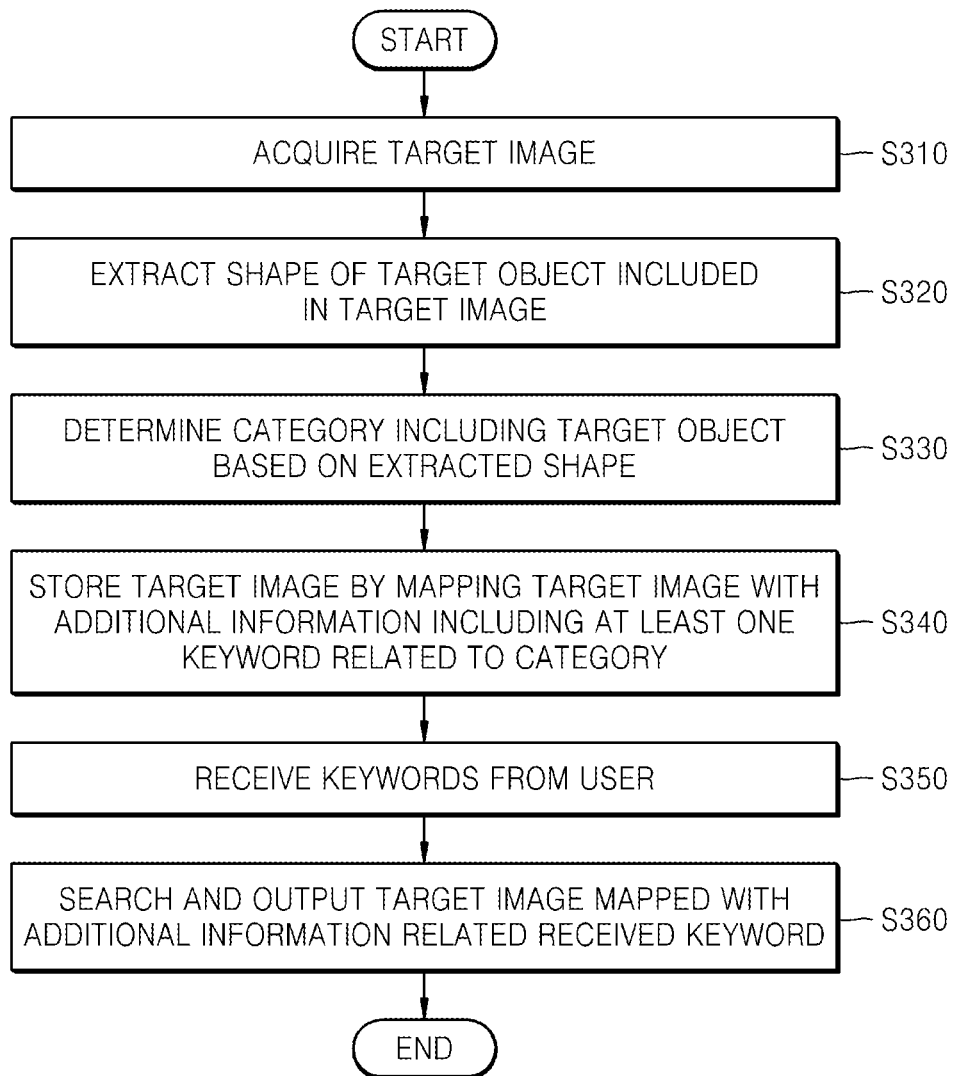 START
ACQUIRE TARGET IMAGE
S310
EXTRACT SHAPE OF TARGET OBJECT INCLUDED
IN TARGET IMAGE
S320
DETERMINE CATEGORY INCLUDING TARGET OBJECT
BASED ON EXTRACTED SHAPE
S330
STORE TARGET IMAGE BY MAPPING TARGET IMAGE WITH
ADDITIONAL INFORMATION INCLUDING AT LEAST ONE
KEYWORD RELATED TO CATEGORY
S340
RECEIVE KEYWORDS FROM USER
S350
SEARCH AND OUTPUT TARGET IMAGE MAPPED WITH
ADDITIONAL INFORMATION RELATED RECEIVED KEYWORD
S360
END